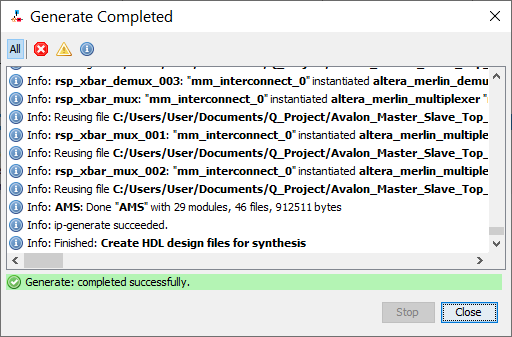 Generate Completed
All
Info: rsp_xbar_demux_003: "mm_interconnect_0" instantiated altera_merlin_demu
Info: rsp_xbar_mux: "mm_interconnect_0" instantiated altera_merlin_multiplexer "
Info: Reusing file C:/Users/User/Documents/Q_Project/Avalon_Master_Slave_Top_
Info: rsp_xbar_mux_001: "mm_interconnect_0" instantiated altera_merlin_multiple
Info: Reusing file C:/Users/User/Documents/Q_Project/Avalon_Master_Slave_Top_
Info: rsp_xbar_mux_002: "mm_interconnect_0" instantiated altera_merlin_multiple
Info: Reusing file C:/Users/User/Documents/Q_Project/Avalon_Master_Slave_Top_
Info: AMS: Done "AMS" with 29 modules, 46 files, 912511 bytes
Info: ip-generate succeeded.
Info: Finished: Create HDL design files for synthesis
Generate: completed successfully.
Stop Close